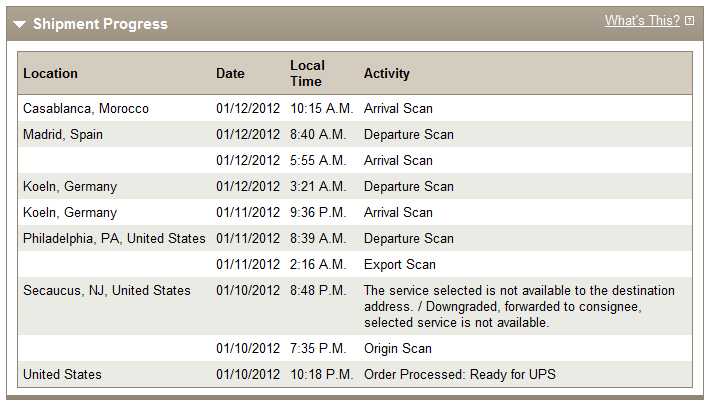 Shipment Progress What's This? ?
Location Date Local Time Activity
Casablanca, Morocco 01/12/2012 10:15 A.M. Arrival Scan
Madrid, Spain 01/12/2012 8:40 A.M. Departure Scan
01/12/2012 5:55 A.M. Arrival Scan
Koeln, Germany 01/12/2012 3:21 A.M. Departure Scan
Koeln, Germany 01/11/2012 9:36 P.M. Arrival Scan
Philadelphia, PA, United States 01/11/2012 8:39 A.M. Departure Scan
01/11/2012 2:16 A.M. Export Scan
Secaucus, NJ, United States 01/10/2012 8:48 P.M. The service selected is not available to the destination
address. / Downgraded, forwarded to consignee,
selected service is not available.
01/10/2012 7:35 P.M. Origin Scan
United States 01/10/2012 10:18 P.M. Order Processed: Ready for UPS